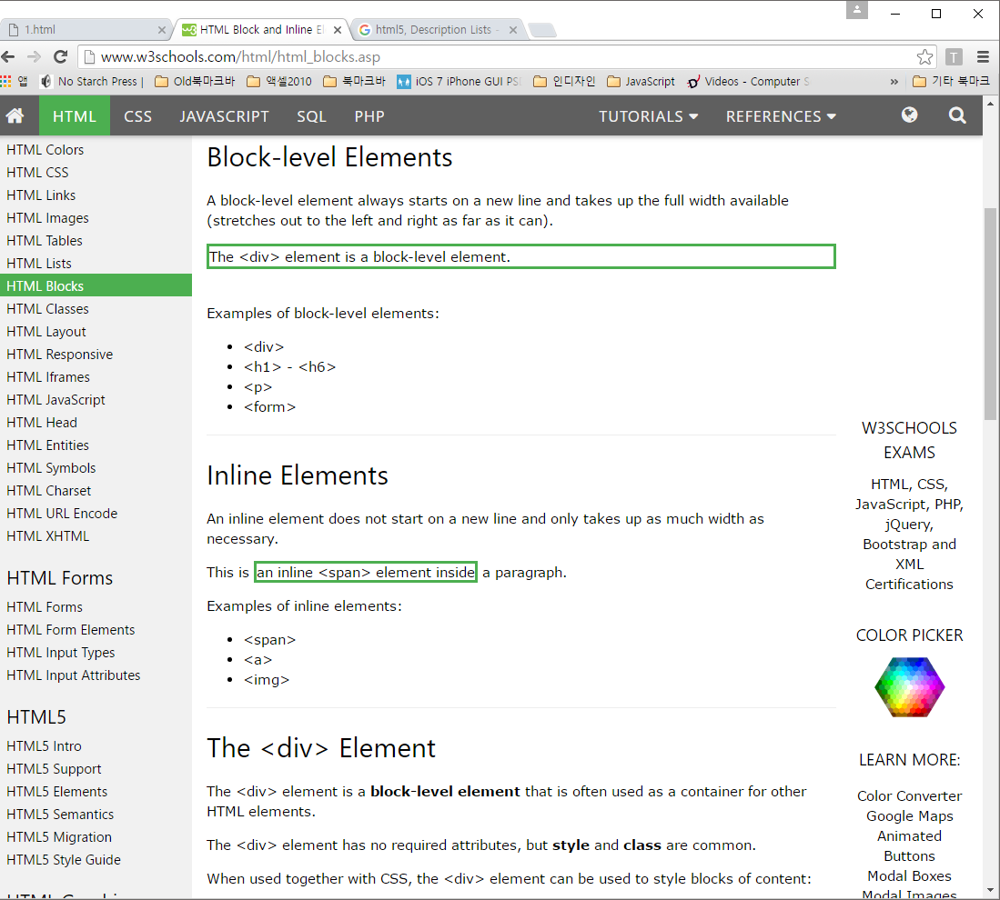 1.html
HTML Block and Inline El
html5, Description Lists -
www.w3schools.com/html/html_blocks.asp
T
앱
No Starch Press |
Old북마크바
액셀2010
북마크바
iOS 7 iPhone GUI PS
인디자인
JavaScript
Videos - Computer S
»
기타 북마크
HTML
CSS
JAVASCRIPT
SQL
PHP
TUTORIALS
REFERENCES
HTML Colors
HTML CSS
HTML Links
HTML Images
HTML Tables
HTML Lists
HTML Blocks
HTML Classes
HTML Layout
HTML Responsive
HTML Iframes
HTML JavaScript
HTML Head
HTML Entities
HTML Symbols
HTML Charset
HTML URL Encode
HTML XHTML
HTML Forms
HTML Forms
HTML Form Elements
HTML Input Types
HTML Input Attributes
HTML5
HTML5 Intro
HTML5 Support
HTML5 Elements
HTML5 Semantics
HTML5 Migration
HTML5 Style Guide
Block-level Elements
A block-level element always starts on a new line and takes up the full width available
(stretches out to the left and right as far as it can).
The <div> element is a block-level element.
Examples of block-level elements:
• <div>
• <h1> - <h6>
• <p>
• <form>
Inline Elements
An inline element does not start on a new line and only takes up as much width as
necessary.
This is an inline <span> element inside a paragraph.
Examples of inline elements:
• <span>
• <a>
• <img>
The <div> Element
The <div> element is a block-level element that is often used as a container for other
HTML elements.
The <div> element has no required attributes, but style and class are common.
When used together with CSS, the <div> element can be used to style blocks of content:
W3SCHOOLS
EXAMS
HTML, CSS,
JavaScript, PHP,
jQuery,
Bootstrap and
XML
Certifications
COLOR PICKER
LEARN MORE:
Color Converter
Google Maps
Animated
Buttons
Modal Boxes
Modal Images